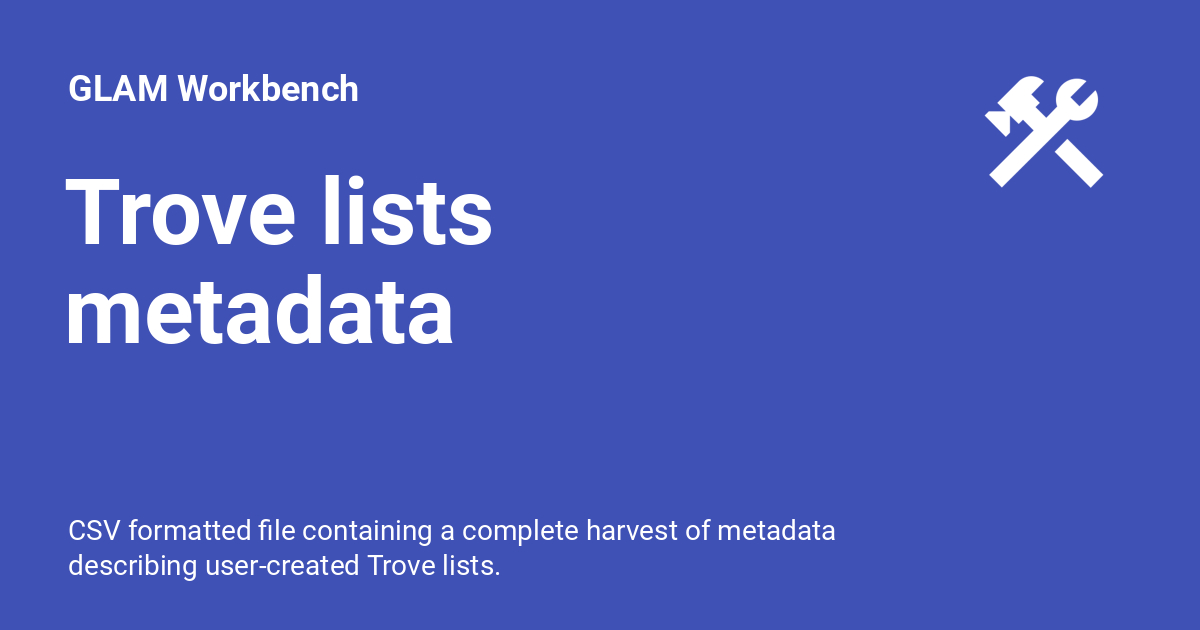 GLAM Workbench
Trove lists
metadata
CSV formatted file containing a complete harvest of metadata
describing user-created Trove lists.